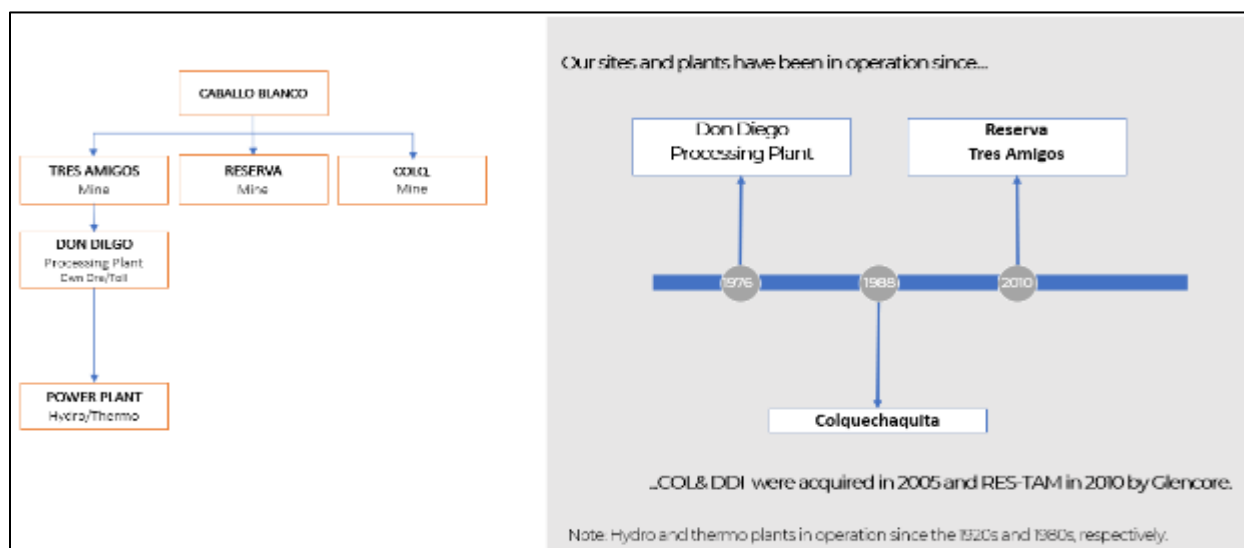 CABALLO BLANCO
TRES AMIGOS
Mine
RESERVA
Mine
COLQ.
Mine
DON DIEGO
Processing Plant
Own Ore/Toll
POWER PLANT
Hydro/Thermo
Our sites and plants have been in operation since...
Don Diego
Processing Plant
Reserva
Tres Amigos
1976
1988
2010
Colquechaquita
...COL& DDI were acquired in 2005 and RES-TAM in 2010 by Glencore.
Note: Hydro and thermo plants in operation since the 1920s and 1980s, respectively.